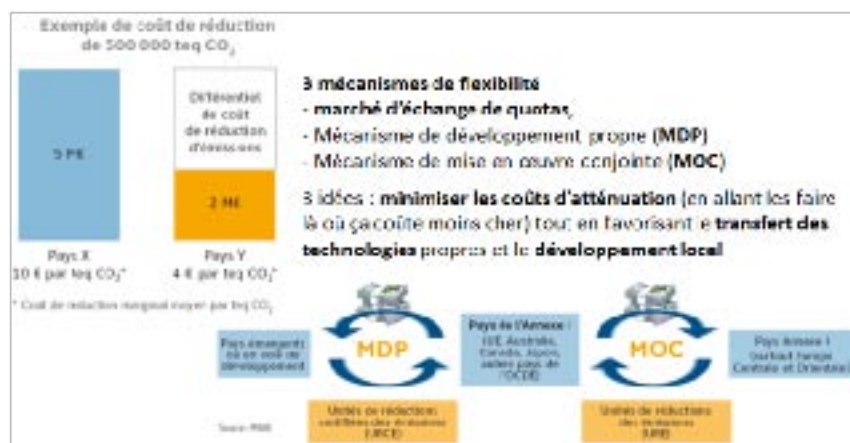 Exemple de coût de réduction
de 500 000 teq CO₂
5 M€
Différentiel
de coût
de réduction
d'émissions
2 M€
Pays X
10 € par teq CO₂*
Pays Y
4 € par teq CO₂*
* Coût de réduction marginal moyen par teq CO₂
3 mécanismes de flexibilité
- marché d'échange de quotas,
- Mécanisme de développement propre (MDP)
- Mécanisme de mise en œuvre conjointe (MOC)
3 idées : minimiser les coûts d'atténuation (en allant les faire
là où ça coûte moins cher) tout en favorisant le transfert des
technologies propres et le développement local
Pays émergents
ou en voie de
développement
MDP
Pays de l'Annexe I
(UE, Australie,
Canada, Japon,
autres pays de
l'OCDE)
MOC
Pays Annexe I
(surtout Europe
Centrale et Orientale)
Unités de réductions
certifiées des émissions
(URCE)
Unités de réductions
des émissions
(URE)
Source :